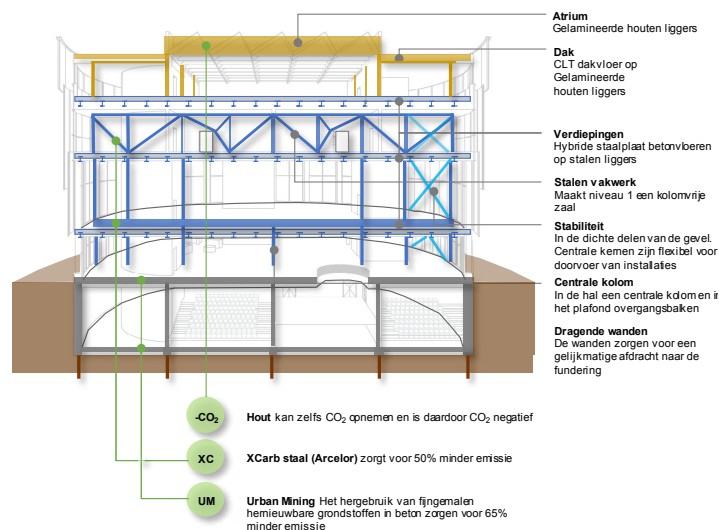 Atrium
Gelamineerde houten liggers
Dak
CLT dakvloer op
Gelamineerde
houten liggers
Verdiepingen
Hybride staalplaat betonvloeren
op stalen liggers
Stalen vakwerk
Maakt niveau 1 een kolomvrije
zaal
Stabiliteit
In de dichte delen van de gevel.
Centrale kernen zijn flexibel voor
doorvoer van installaties
Centrale kolom
In de hal een centrale kolom en in
het plafond overgangsbalken
Dragende wanden
De wanden zorgen voor een
gelijkmatige afdracht naar de
fundering
-CO₂
Hout kan zelfs CO₂ opnemen en is daardoor CO₂ negatief
XC
XCarb staal (Arcelor) zorgt voor 50% minder emissie
UM
Urban Mining Het hergebruik van fijngemalen
hernieuwbare grondstoffen in beton zorgen voor 65%
minder emissie